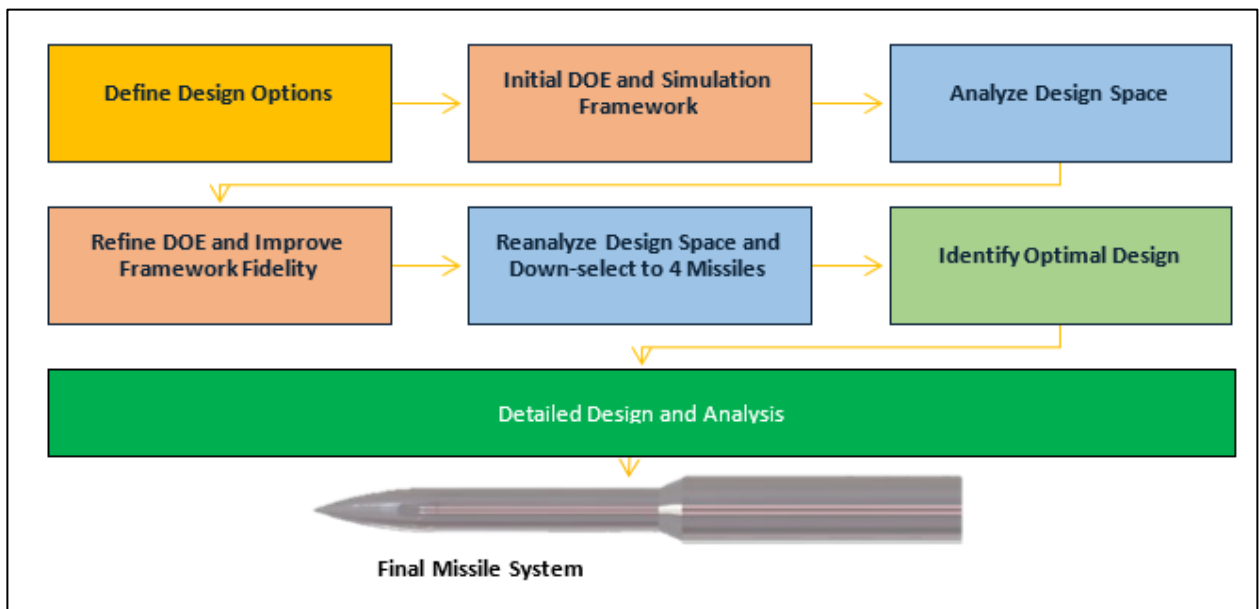 Define Design Options
Initial DOE and Simulation
Framework
Analyze Design Space
Refine DOE and Improve
Framework Fidelity
Reanalyze Design Space and
Down-select to 4 Missiles
Identify Optimal Design
Detailed Design and Analysis
Final Missile System